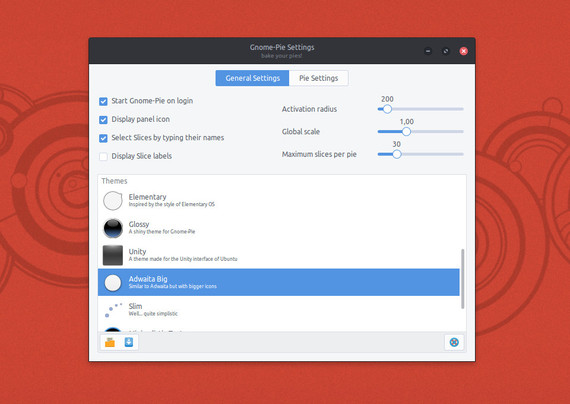 Gnome-Pie Settings
bake your pies!
General Settings
Pie Settings
Start Gnome-Pie on login
Display panel icon
Select Slices by typing their names
Display Slice labels
Activation radius
200
Global scale
1,00
Maximum slices per pie
30
Themes
Elementary
Inspired by the style of Elementary OS
Glossy
A shiny theme for Gnome-Pie
Unity
A theme made for the Unity interface of Ubuntu
Adwaita Big
Similar to Adwaita but with bigger icons
Slim
Well... quite simplistic